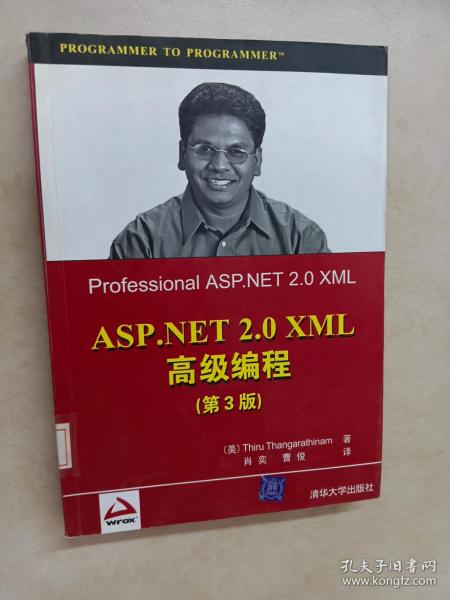 PROGRAMMER TO PROGRAMMER™
Professional ASP.NET 2.0 XML
ASP.NET 2.0 XML
高级编程
(第3版)
(美) Thiru Thangarathinam 著
肖奕 曹俊 译
wrox™
清华大学出版社
孔夫子旧书网
www.kongfz.com